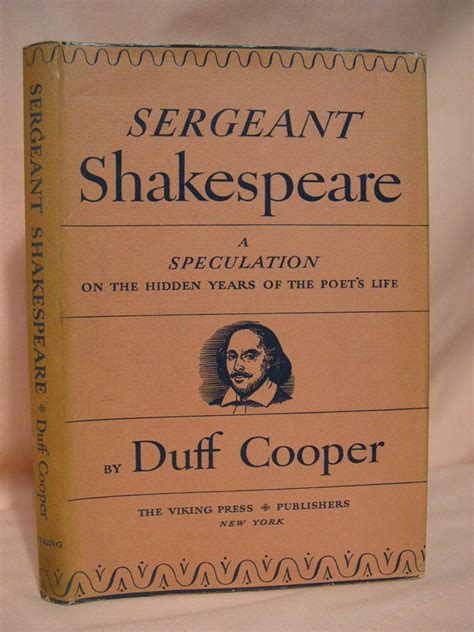 SERGEANT
Shakespeare
A
SPECULATION
ON THE HIDDEN YEARS OF THE POET'S LIFE
BY Duff Cooper
THE VIKING PRESS ◆ PUBLISHERS
NEW YORK
SERGEANT SHAKESPEARE ◆ Duff Cooper
VIKING